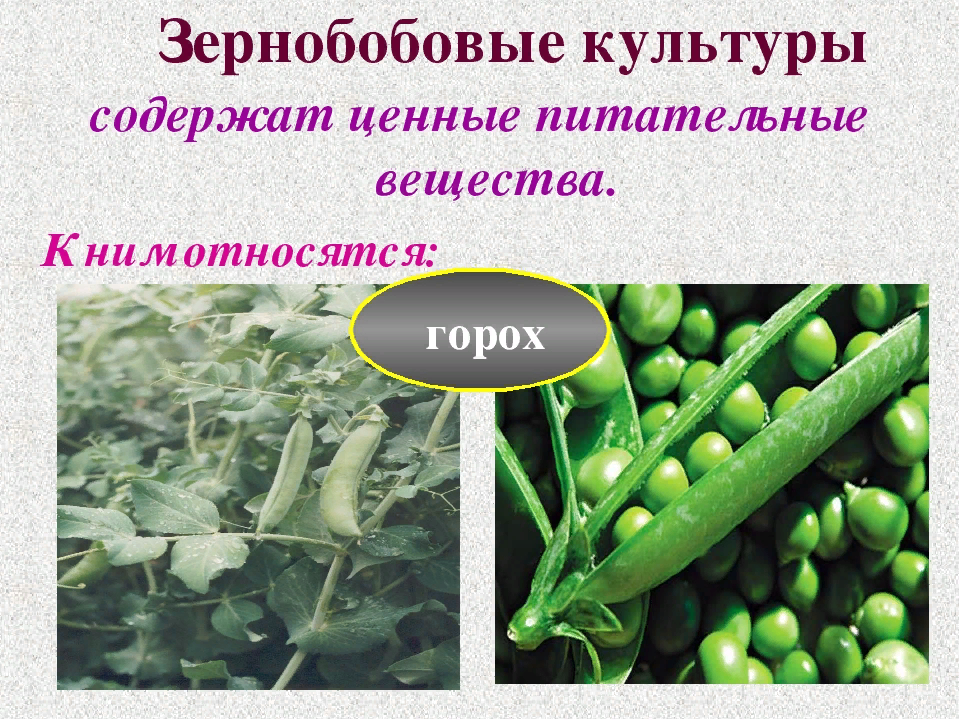 Зернобобовые культуры
содержат ценные питательные
вещества.
К ним относятся:
горох